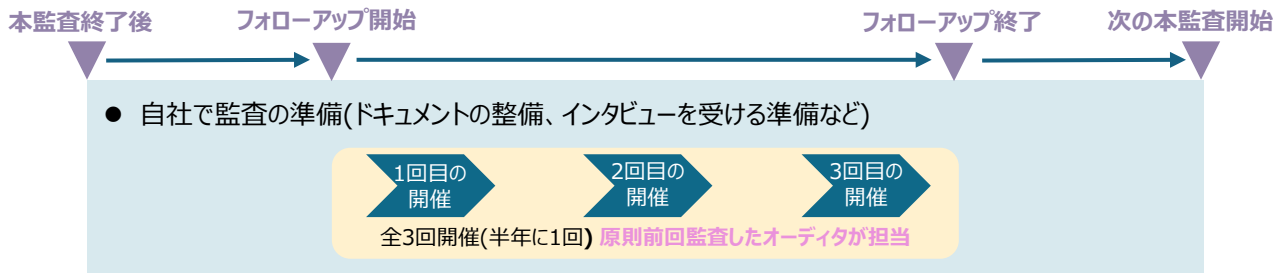 本監査終了後 フォローアップ開始 フォローアップ終了 次の本監査開始
● 自社で監査の準備(ドキュメントの整備、インタビューを受ける準備など)
1回目の
開催
2回目の
開催
3回目の
開催
全3回開催(半年に1回) 原則前回監査したオーディタが担当